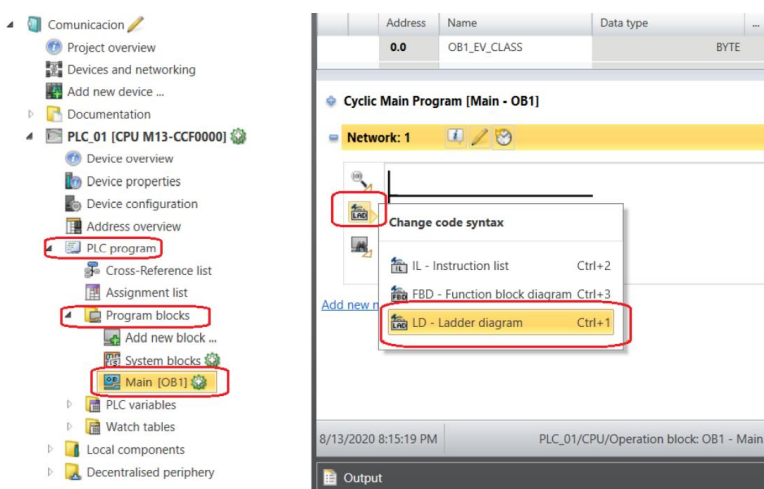 Comunicacion
Project overview
Devices and networking
Add new device ...
Documentation
PLC_01 [CPU M13-CCF0000]
Device overview
Device properties
Device configuration
Address overview
PLC program
Cross-Reference list
Assignment list
Program blocks
Add new block ...
System blocks
Main [OB1]
PLC variables
Watch tables
Local components
Decentralised periphery
Address Name Data type ...
0.0 OB1_EV_CLASS BYTE
Cyclic Main Program [Main - OB1]
Network: 1
LAD
Change code syntax
IL IL - Instruction list Ctrl+2
FBD FBD - Function block diagram Ctrl+3
LAD LD - Ladder diagram Ctrl+1
Add new n
8/13/2020 8:15:19 PM PLC_01/CPU/Operation block: OB1 - Main
Output